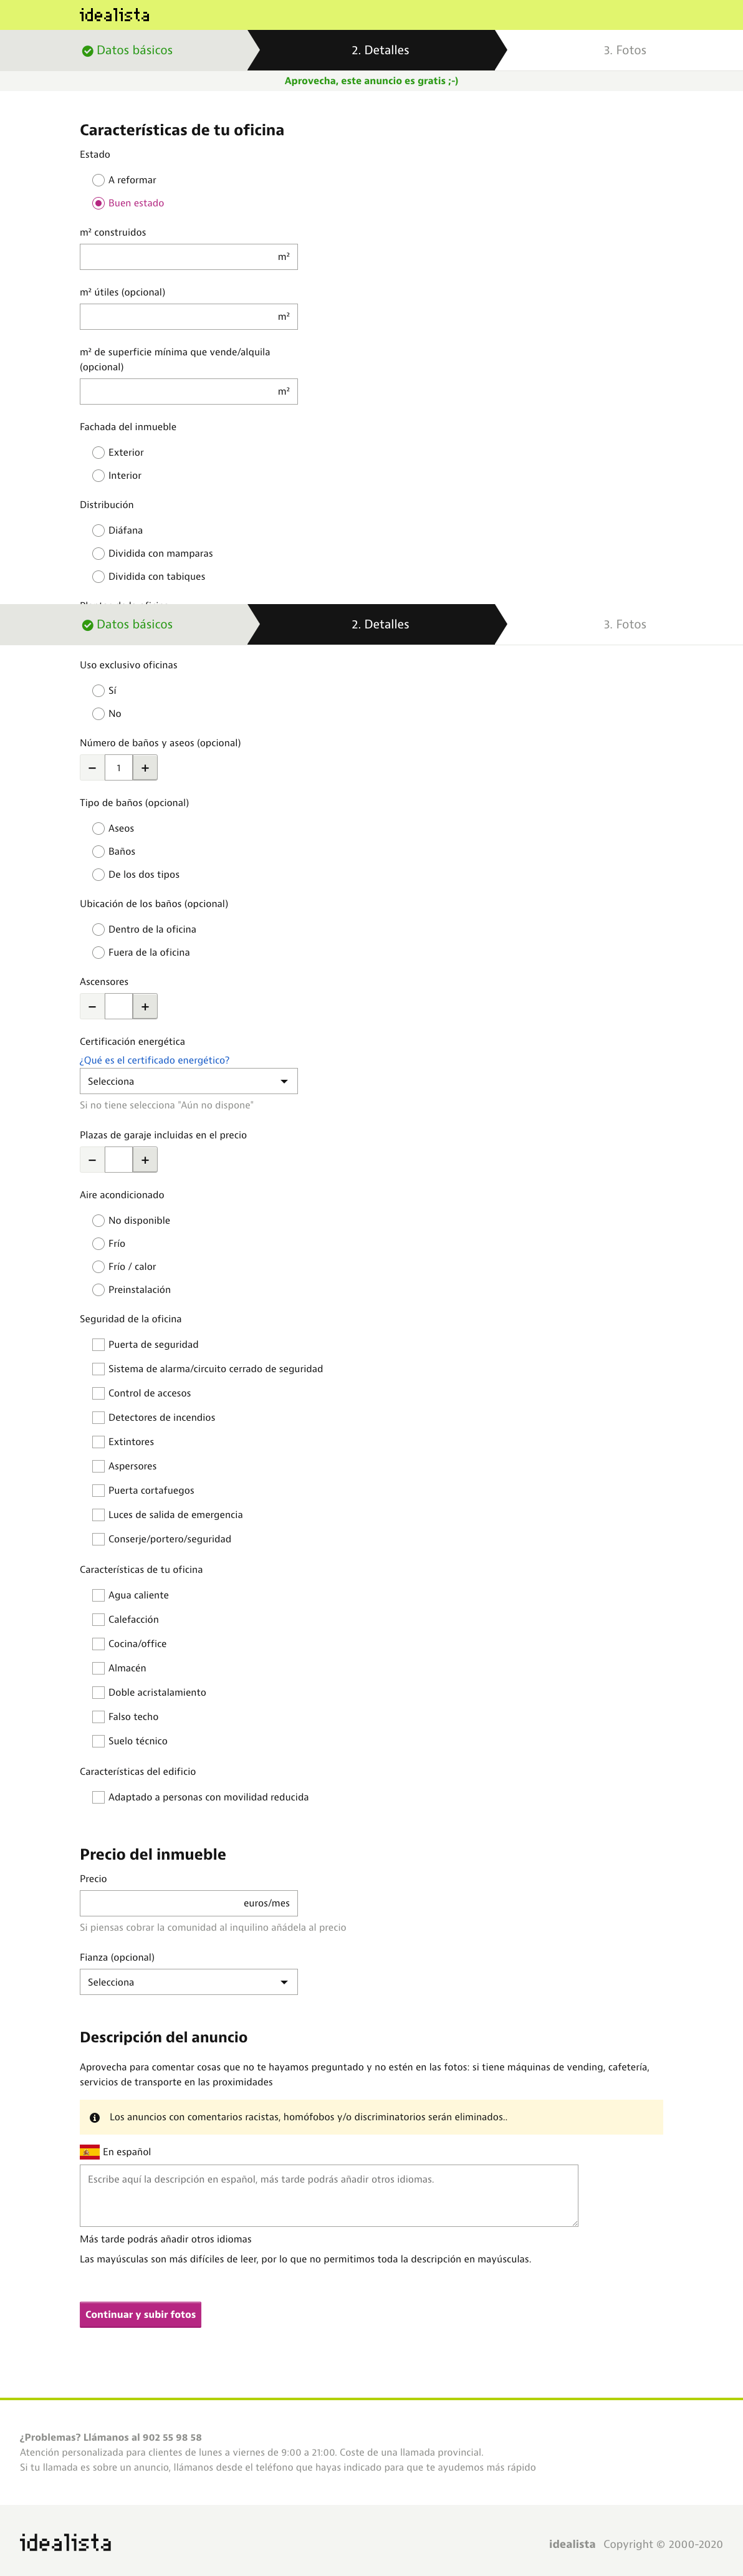 idealista
Datos básicos
2. Detalles
3. Fotos
Aprovecha, este anuncio es gratis ;-)
Características de tu oficina
Estado
A reformar
Buen estado
m² construidos
m²
m² útiles (opcional)
m²
m² de superficie mínima que vende/alquila
(opcional)
m²
Fachada del inmueble
Exterior
Interior
Distribución
Diáfana
Dividida con mamparas
Dividida con tabiques
Datos básicos
2. Detalles
3. Fotos
Uso exclusivo oficinas
Sí
No
Número de baños y aseos (opcional)
− 1 +
Tipo de baños (opcional)
Aseos
Baños
De los dos tipos
Ubicación de los baños (opcional)
Dentro de la oficina
Fuera de la oficina
Ascensores
− +
Certificación energética
¿Qué es el certificado energético?
Selecciona
Si no tiene selecciona "Aún no dispone"
Plazas de garaje incluidas en el precio
− +
Aire acondicionado
No disponible
Frío
Frío / calor
Preinstalación
Seguridad de la oficina
Puerta de seguridad
Sistema de alarma/circuito cerrado de seguridad
Control de accesos
Detectores de incendios
Extintores
Aspersores
Puerta cortafuegos
Luces de salida de emergencia
Conserje/portero/seguridad
Características de tu oficina
Agua caliente
Calefacción
Cocina/office
Almacén
Doble acristalamiento
Falso techo
Suelo técnico
Características del edificio
Adaptado a personas con movilidad reducida
Precio del inmueble
Precio
euros/mes
Si piensas cobrar la comunidad al inquilino añádela al precio
Fianza (opcional)
Selecciona
Descripción del anuncio
Aprovecha para comentar cosas que no te hayamos preguntado y no estén en las fotos: si tiene máquinas de vending, cafetería,
servicios de transporte en las proximidades
Los anuncios con comentarios racistas, homófobos y/o discriminatorios serán eliminados..
En español
Escribe aquí la descripción en español, más tarde podrás añadir otros idiomas.
Más tarde podrás añadir otros idiomas
Las mayúsculas son más difíciles de leer, por lo que no permitimos toda la descripción en mayúsculas.
Continuar y subir fotos
¿Problemas? Llámanos al 902 55 98 58
Atención personalizada para clientes de lunes a viernes de 9:00 a 21:00. Coste de una llamada provincial.
Si tu llamada es sobre un anuncio, llámanos desde el teléfono que hayas indicado para que te ayudemos más rápido
idealista
idealista Copyright © 2000-2020